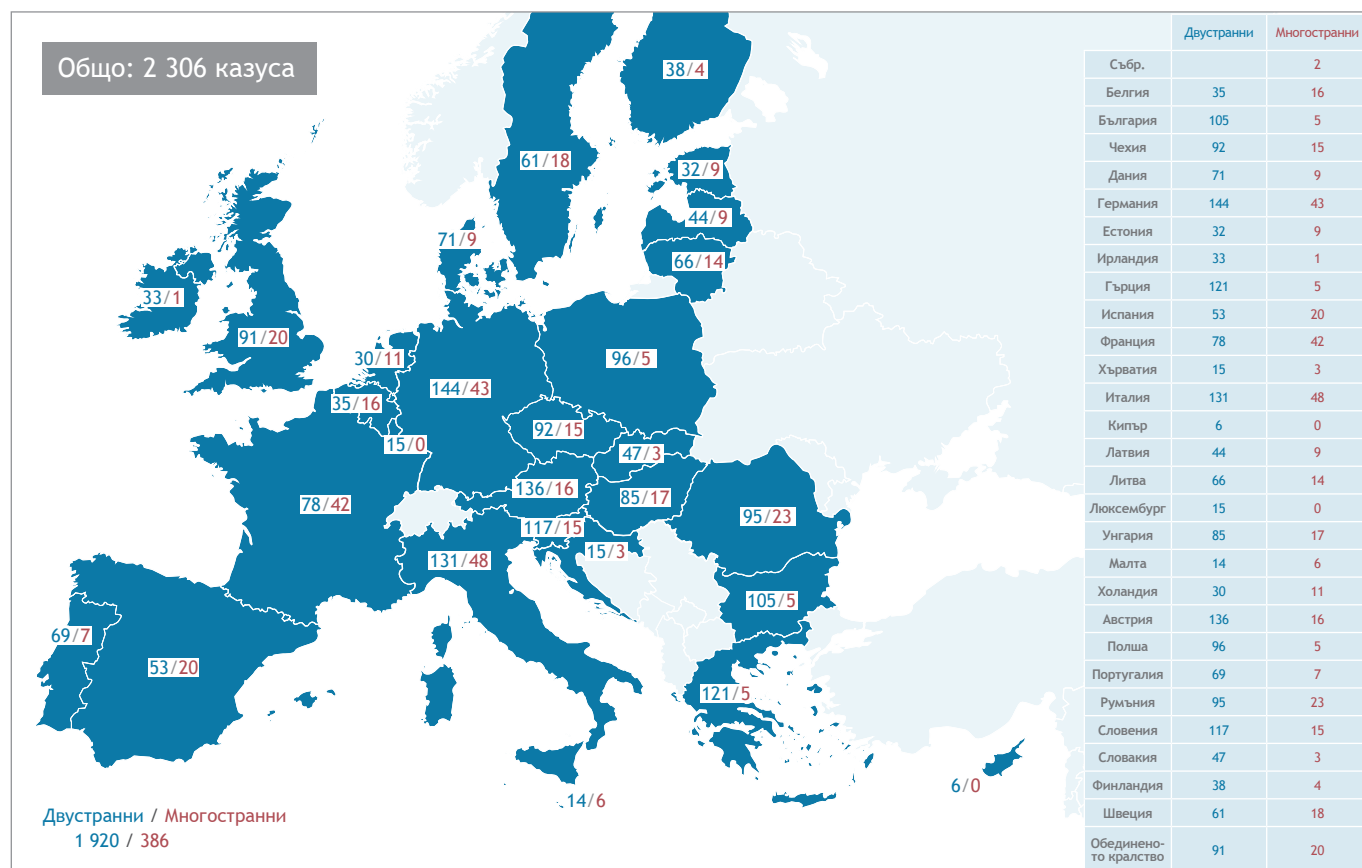 Общо: 2 306 казуса
38/4
61/18
32/9
44/9
71/9
66/14
33/1
91/20
30/11
96/5
144/43
35/16
92/15
15/0
47/3
136/16
85/17
78/42
95/23
117/15
15/3
131/48
105/5
69/7
53/20
121/5
6/0
14/6
Двустранни / Многостранни
1 920 / 386
Двустранни Многостранни
Събр. 2
Белгия 35 16
България 105 5
Чехия 92 15
Дания 71 9
Германия 144 43
Естония 32 9
Ирландия 33 1
Гърция 121 5
Испания 53 20
Франция 78 42
Хърватия 15 3
Италия 131 48
Кипър 6 0
Латвия 44 9
Литва 66 14
Люксембург 15 0
Унгария 85 17
Малта 14 6
Холандия 30 11
Австрия 136 16
Полша 96 5
Португалия 69 7
Румъния 95 23
Словения 117 15
Словакия 47 3
Финландия 38 4
Швеция 61 18
Обединено-
то кралство 91 20